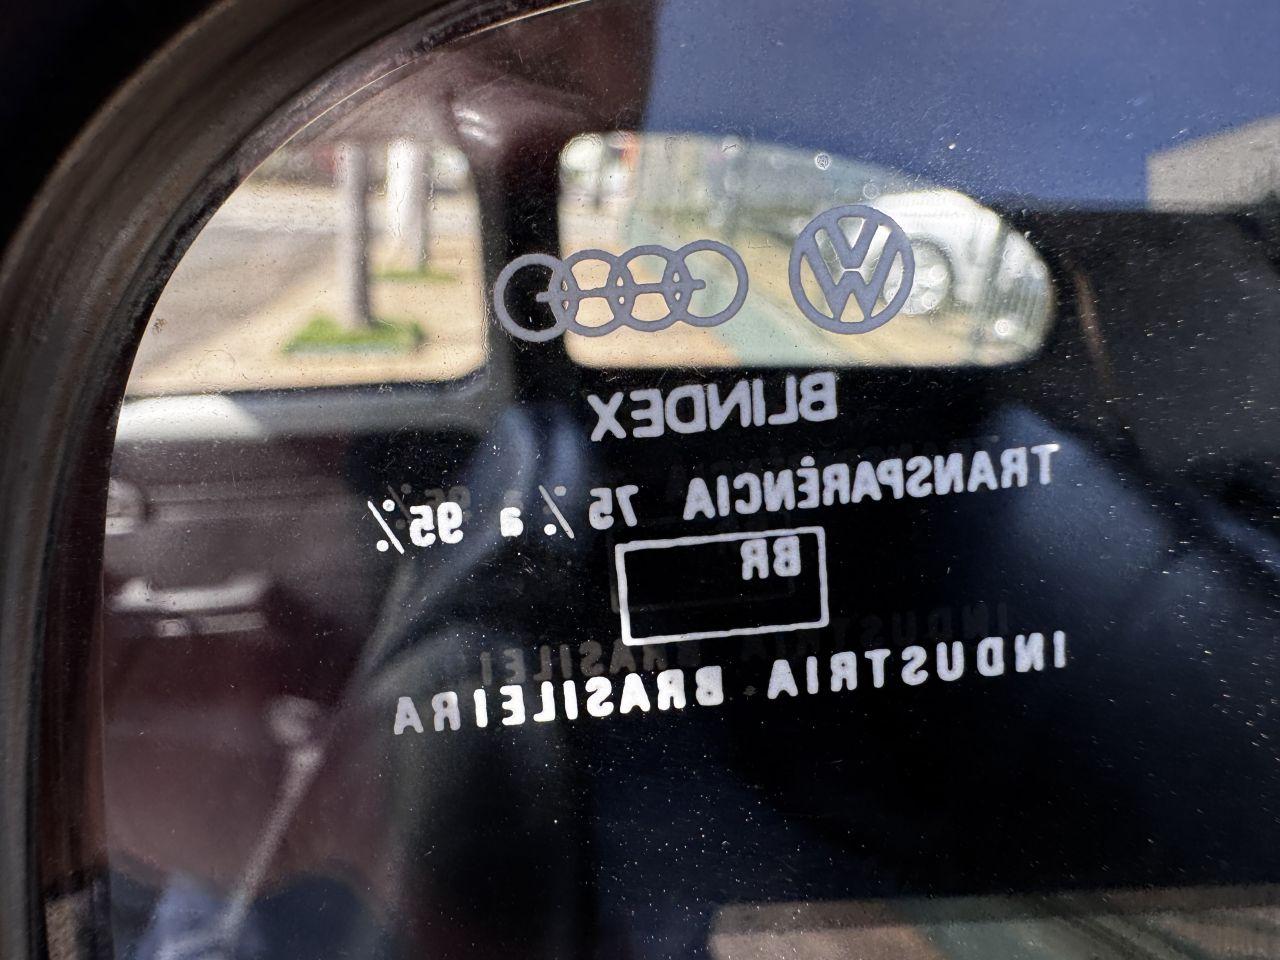 BLINDEX
TRANSPARÊNCIA 75% a 95%
BR
INDUSTRIA BRASILEIRA